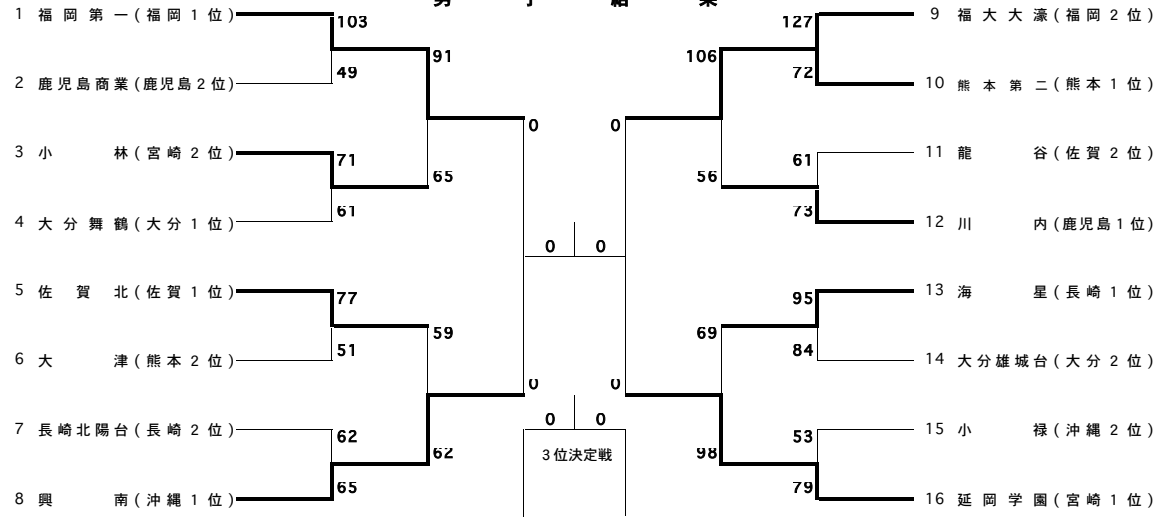 1 福岡第一(福岡1位) 103
2 鹿児島商業(鹿児島2位) 49
91
3 小林(宮崎2位) 71
4 大分舞鶴(大分1位) 61
65
0
5 佐賀北(佐賀1位) 77
6 大津(熊本2位) 51
59
7 長崎北陽台(長崎2位) 62
8 興南(沖縄1位) 65
62
0
0 0
0 0
3位決定戦
127 9 福大大濠(福岡2位)
72 10 熊本第二(熊本1位)
106
61 11 龍谷(佐賀2位)
73 12 川内(鹿児島1位)
56
0
95 13 海星(長崎1位)
84 14 大分雄城台(大分2位)
69
53 15 小禄(沖縄2位)
79 16 延岡学園(宮崎1位)
98
0